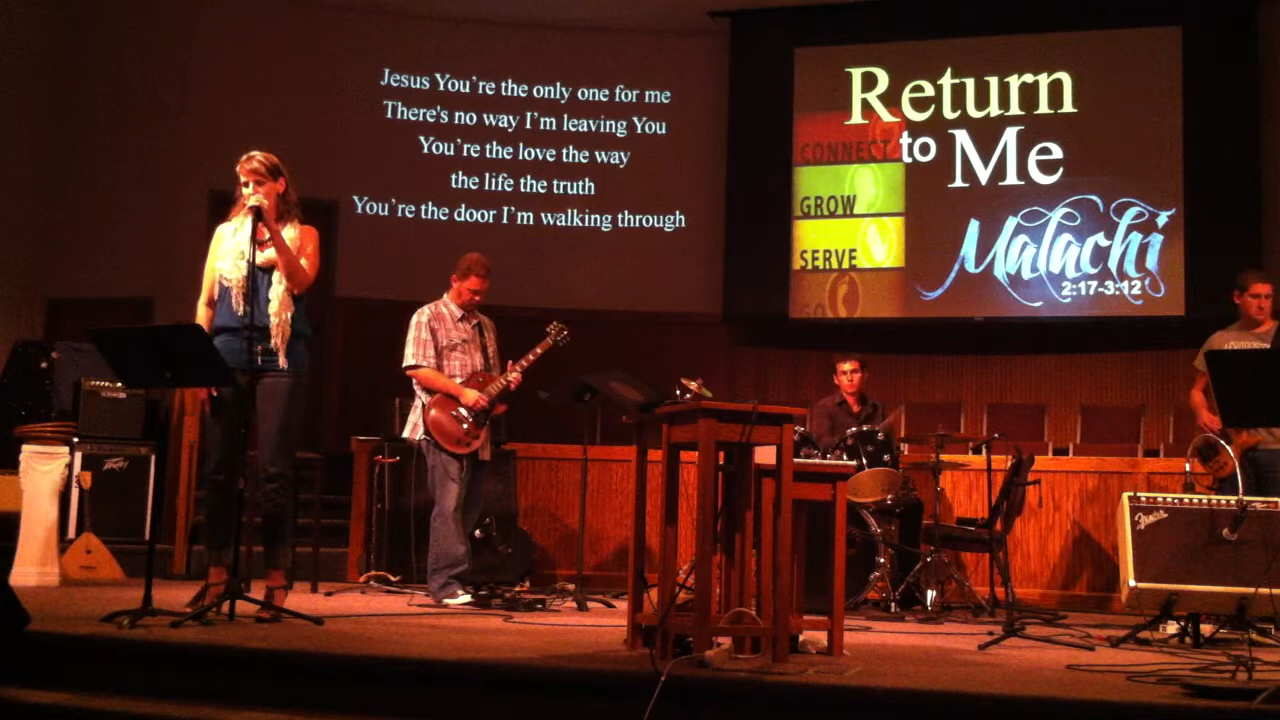 Jesus You're the only one for me
There's no way I'm leaving You
You're the love the way
the life the truth
You're the door I'm walking through
Return
to Me
CONNECT
GROW
SERVE
GO
Malachi
2:17-3:12
PEAVEY
Fender